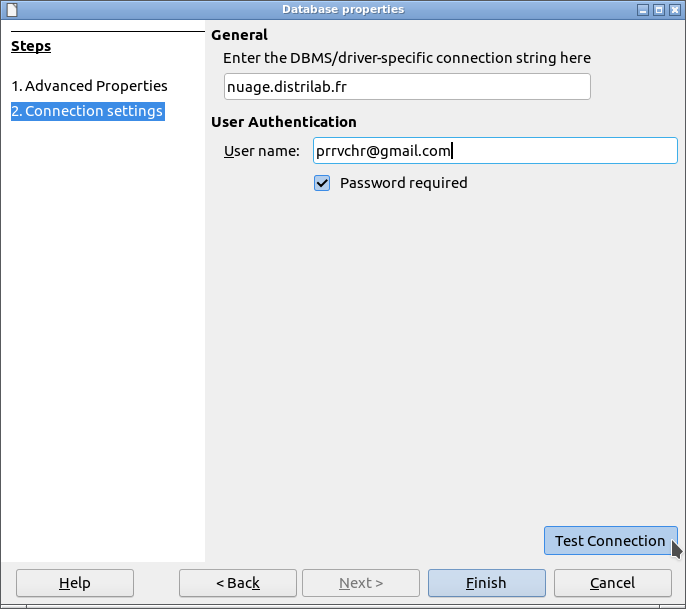 Database properties
Steps
1. Advanced Properties
2. Connection settings
General
Enter the DBMS/driver-specific connection string here
nuage.distrilab.fr
User Authentication
User name: prrvchr@gmail.com
Password required
Test Connection
Help < Back Next > Finish Cancel